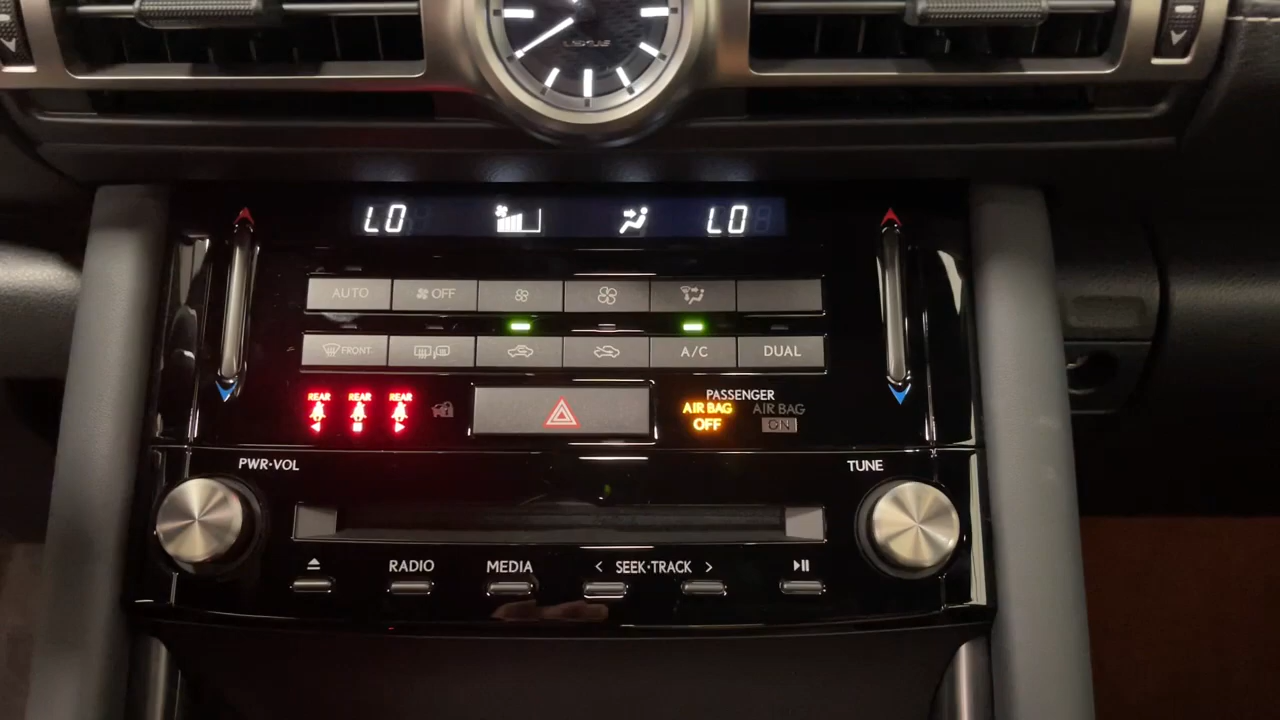 LEXUS
LO LO
AUTO OFF
FRONT A/C DUAL
REAR REAR REAR
PASSENGER
AIR BAG OFF AIR BAG ON
PWR·VOL TUNE
RADIO MEDIA < SEEK·TRACK >